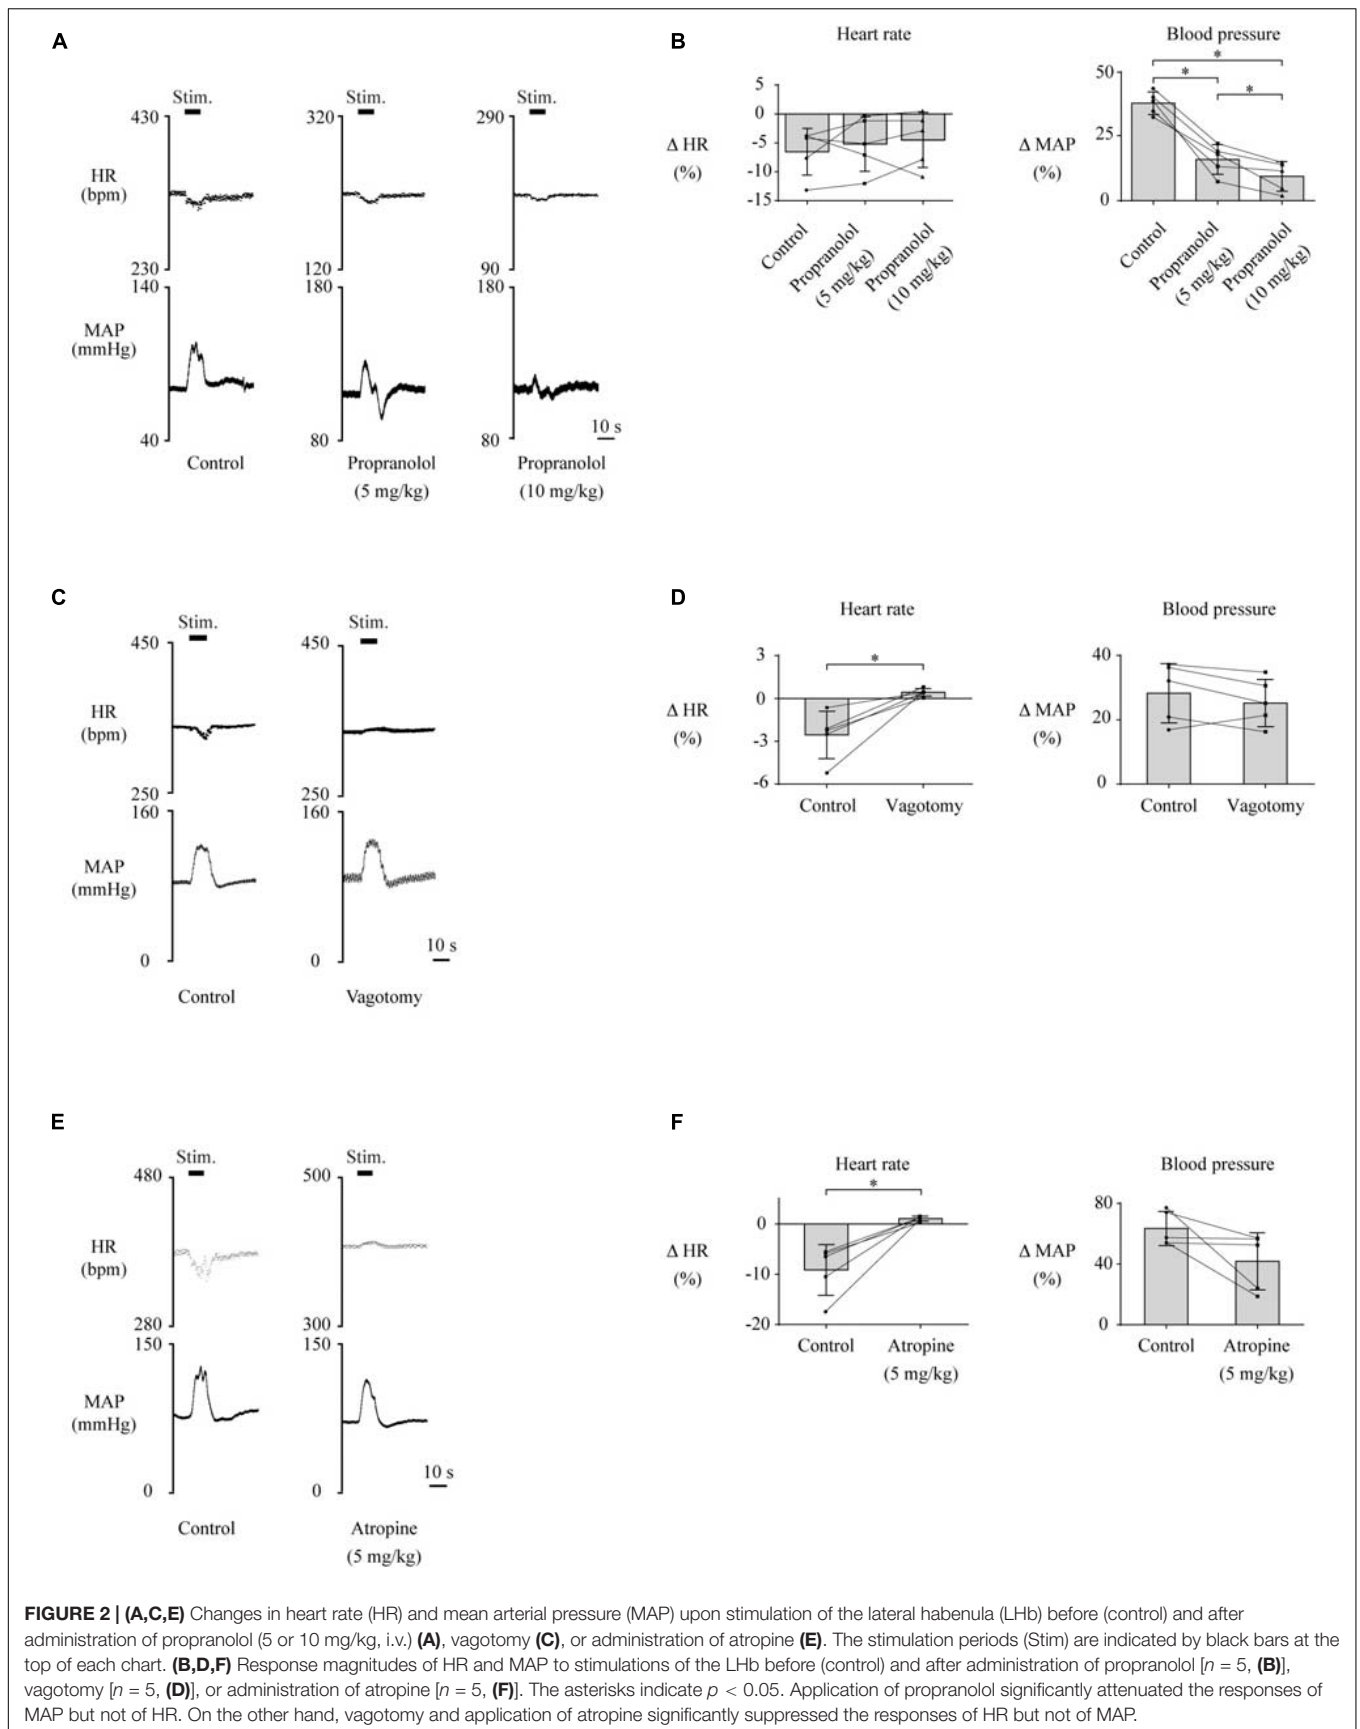 A
Stim. Stim. Stim.
430 320 290
HR
(bpm)
230 120 90
140 180 180
MAP
(mmHg)
40 80 80
10 s
Control Propranolol Propranolol
(5 mg/kg) (10 mg/kg)
B
Heart rate Blood pressure
5
0
-5
-10
-15
Δ HR
(%)
Control
Propranolol
(5 mg/kg)
Propranolol
(10 mg/kg)
50
25
0
Δ MAP
(%)
* * *
Control
Propranolol
(5 mg/kg)
Propranolol
(10 mg/kg)
C
Stim. Stim.
450 450
HR
(bpm)
250 250
160 160
MAP
(mmHg)
0 0
10 s
Control Vagotomy
D
Heart rate Blood pressure
3
0
-3
-6
Δ HR
(%)
*
Control Vagotomy
40
20
0
Δ MAP
(%)
Control Vagotomy
E
Stim. Stim.
480 500
HR
(bpm)
280 300
150 150
MAP
(mmHg)
0 0
10 s
Control Atropine
(5 mg/kg)
F
Heart rate Blood pressure
0
-10
-20
Δ HR
(%)
*
Control Atropine
(5 mg/kg)
80
40
0
Δ MAP
(%)
Control Atropine
(5 mg/kg)
FIGURE 2 | (A,C,E) Changes in heart rate (HR) and mean arterial pressure (MAP) upon stimulation of the lateral habenula (LHb) before (control) and after
administration of propranolol (5 or 10 mg/kg, i.v.) (A), vagotomy (C), or administration of atropine (E). The stimulation periods (Stim) are indicated by black bars at the
top of each chart. (B,D,F) Response magnitudes of HR and MAP to stimulations of the LHb before (control) and after administration of propranolol [n = 5, (B)],
vagotomy [n = 5, (D)], or administration of atropine [n = 5, (F)]. The asterisks indicate p < 0.05. Application of propranolol significantly attenuated the responses of
MAP but not of HR. On the other hand, vagotomy and application of atropine significantly suppressed the responses of HR but not of MAP.